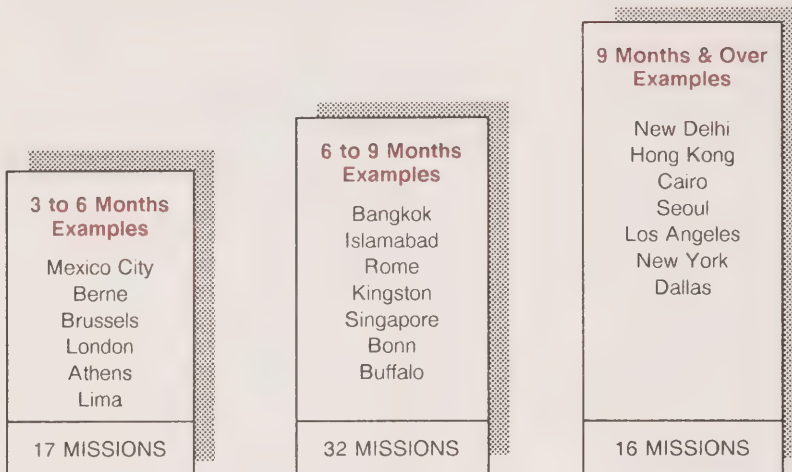 3 to 6 Months
Examples
Mexico City
Berne
Brussels
London
Athens
Lima
17 MISSIONS
6 to 9 Months
Examples
Bangkok
Islamabad
Rome
Kingston
Singapore
Bonn
Buffalo
32 MISSIONS
9 Months & Over
Examples
New Delhi
Hong Kong
Cairo
Seoul
Los Angeles
New York
Dallas
16 MISSIONS